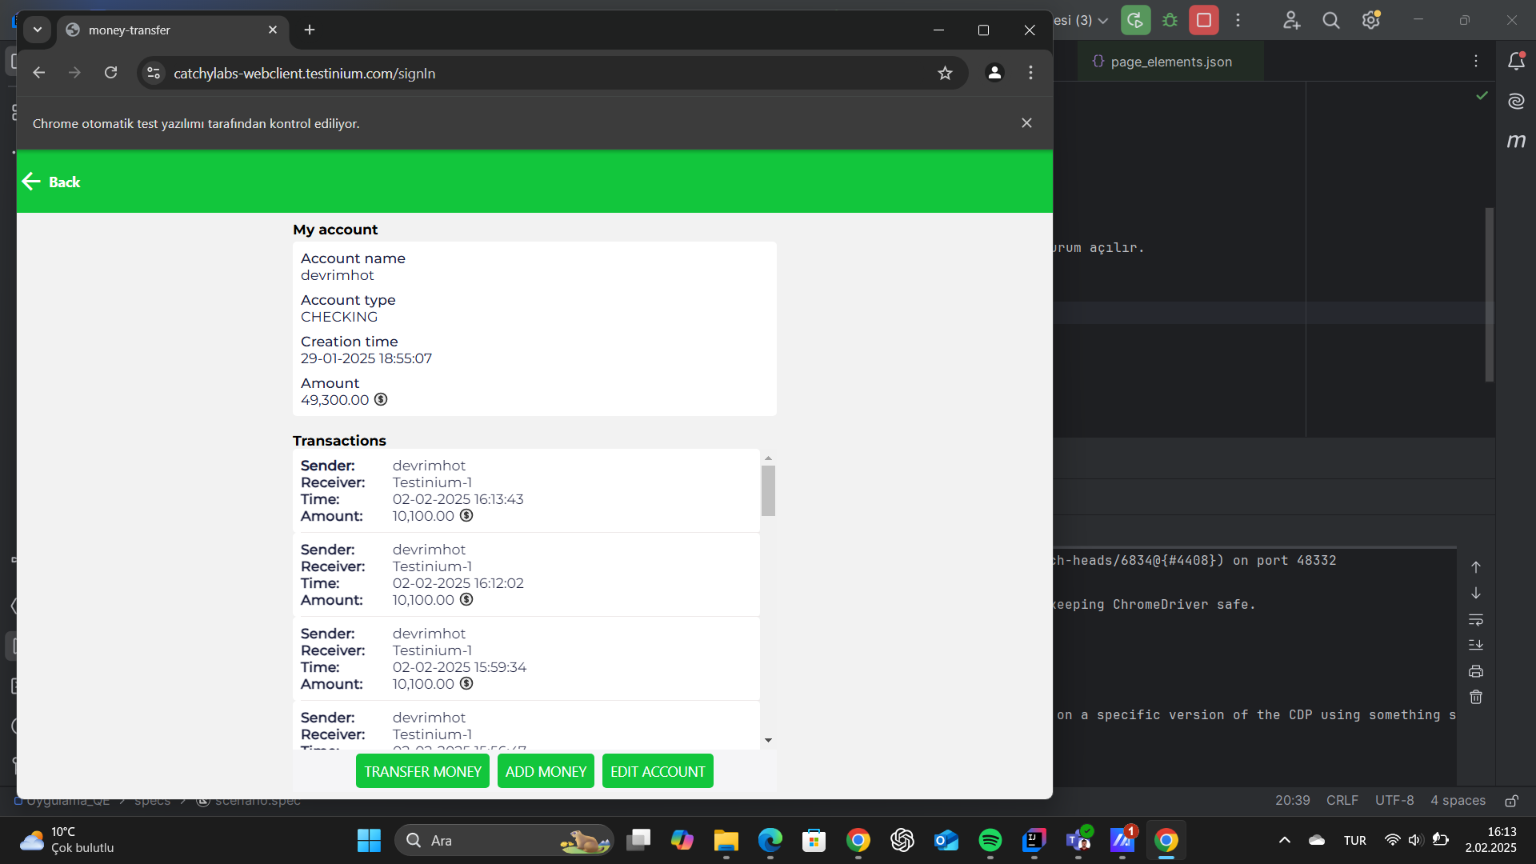 money-transfer
esi (3)
catchylabs-webclient.testinium.com/signIn
page_elements.json
Chrome otomatik test yazılımı tarafından kontrol ediliyor.
Back
My account
Account name
devrimhot
Account type
CHECKING
Creation time
29-01-2025 18:55:07
Amount
49,300.00
Transactions
Sender: devrimhot
Receiver: Testinium-1
Time: 02-02-2025 16:13:43
Amount: 10,100.00
Sender: devrimhot
Receiver: Testinium-1
Time: 02-02-2025 16:12:02
Amount: 10,100.00
Sender: devrimhot
Receiver: Testinium-1
Time: 02-02-2025 15:59:34
Amount: 10,100.00
Sender: devrimhot
Receiver: Testinium-1
Time: 02-02-2025 15:56:47
TRANSFER MONEY ADD MONEY EDIT ACCOUNT
urum açılır.
m
ch-heads/6834@{#4408}) on port 48332
keeping ChromeDriver safe.
on a specific version of the CDP using something s
Uygulama_QE > specs > scenario.spec
20:39 CRLF UTF-8 4 spaces
10°C
Çok bulutlu
Ara
1
TUR
16:13
2.02.2025